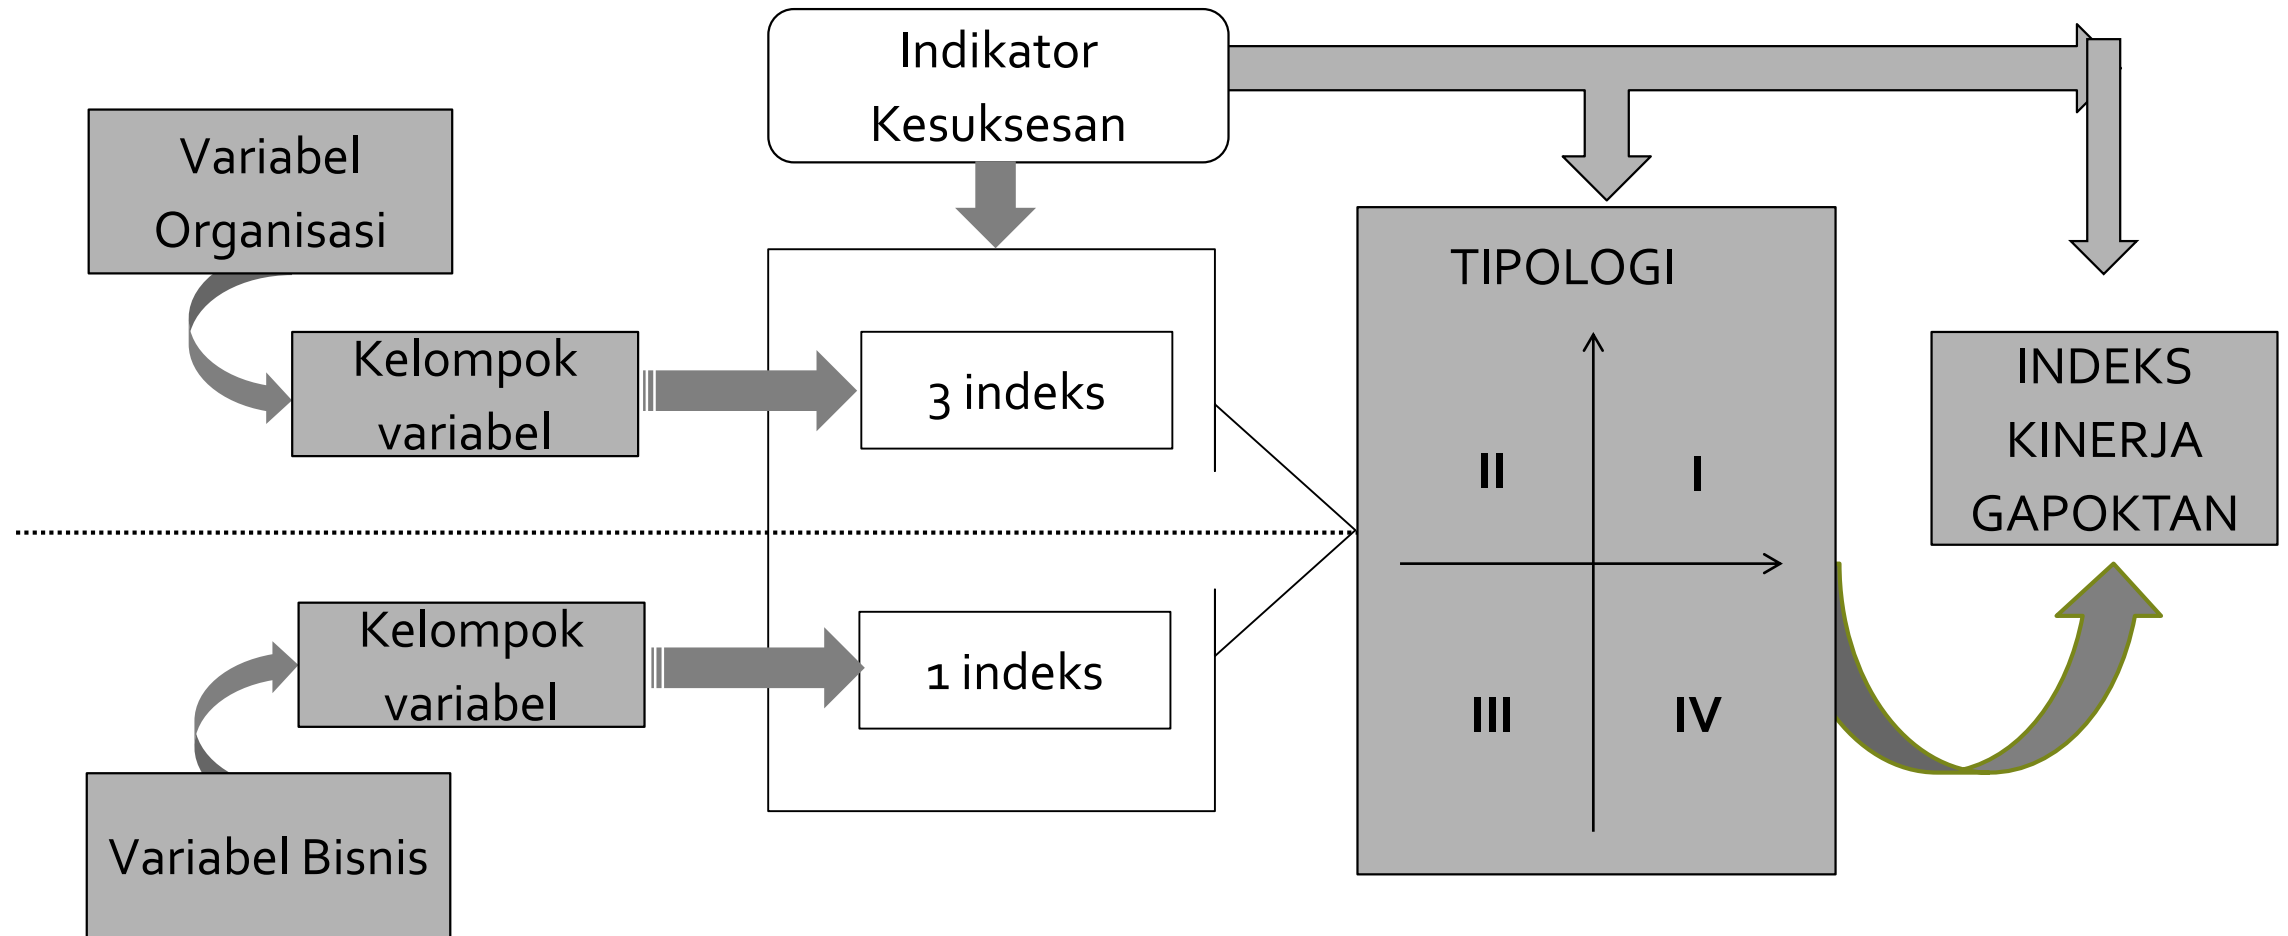 Indikator
Kesuksesan
Variabel
Organisasi
Kelompok
variabel
3 indeks
TIPOLOGI
II
I
III
IV
INDEKS
KINERJA
GAPOKTAN
Kelompok
variabel
1 indeks
Variabel Bisnis